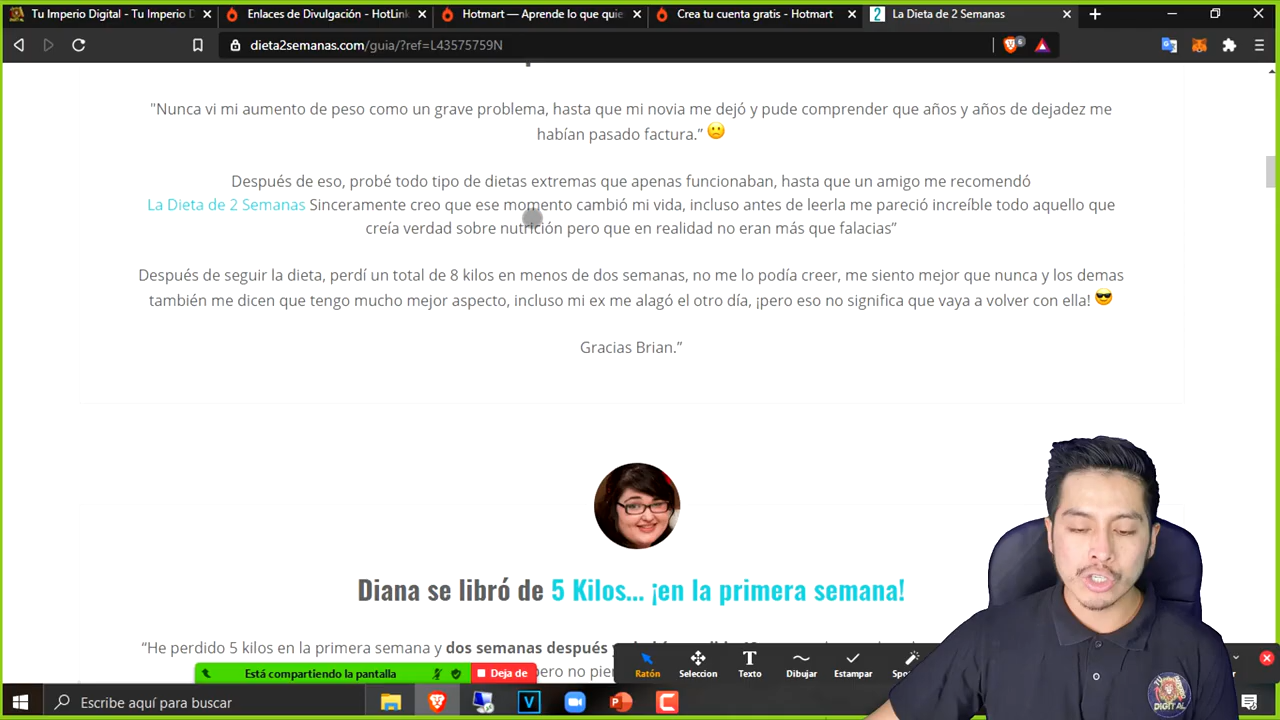 Tu Imperio Digital - Tu Imperio D
Enlaces de Divulgación - HotLink
Hotmart — Aprende lo que quie
Crea tu cuenta gratis - Hotmart
2 La Dieta de 2 Semanas
dieta2semanas.com/guia/?ref=L43575759N
6
"Nunca vi mi aumento de peso como un grave problema, hasta que mi novia me dejó y pude comprender que años y años de dejadez me
habían pasado factura.” 🙁
Después de eso, probé todo tipo de dietas extremas que apenas funcionaban, hasta que un amigo me recomendó
La Dieta de 2 Semanas Sinceramente creo que ese momento cambió mi vida, incluso antes de leerla me pareció increíble todo aquello que
creía verdad sobre nutrición pero que en realidad no eran más que falacias”
Después de seguir la dieta, perdí un total de 8 kilos en menos de dos semanas, no me lo podía creer, me siento mejor que nunca y los demas
también me dicen que tengo mucho mejor aspecto, incluso mi ex me alagó el otro día, ¡pero eso no significa que vaya a volver con ella! 😎
Gracias Brian.”
Diana se libró de 5 Kilos... ¡en la primera semana!
“He perdido 5 kilos en la primera semana y dos semanas después
pero no
Está compartiendo la pantalla
Deja de
Ratón
Seleccion
Texto
Dibujar
Estampar
Spo
Escribe aquí para buscar
DIGITAL